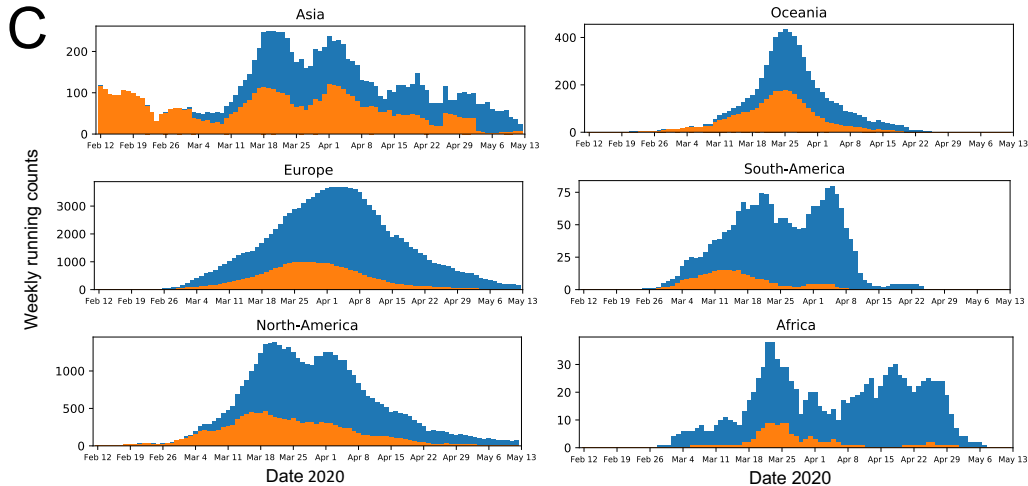 C
Asia
Oceania
200
100
0
Feb 12 Feb 19 Feb 26 Mar 4 Mar 11 Mar 18 Mar 25 Apr 1 Apr 8 Apr 15 Apr 22 Apr 29 May 6 May 13
400
200
0
Feb 12 Feb 19 Feb 26 Mar 4 Mar 11 Mar 18 Mar 25 Apr 1 Apr 8 Apr 15 Apr 22 Apr 29 May 6 May 13
Weekly running counts
Europe
South-America
3000
2000
1000
0
Feb 12 Feb 19 Feb 26 Mar 4 Mar 11 Mar 18 Mar 25 Apr 1 Apr 8 Apr 15 Apr 22 Apr 29 May 6 May 13
75
50
25
0
Feb 12 Feb 19 Feb 26 Mar 4 Mar 11 Mar 18 Mar 25 Apr 1 Apr 8 Apr 15 Apr 22 Apr 29 May 6 May 13
North-America
Africa
1000
500
0
Feb 12 Feb 19 Feb 26 Mar 4 Mar 11 Mar 18 Mar 25 Apr 1 Apr 8 Apr 15 Apr 22 Apr 29 May 6 May 13
30
20
10
0
Feb 12 Feb 19 Feb 26 Mar 4 Mar 11 Mar 18 Mar 25 Apr 1 Apr 8 Apr 15 Apr 22 Apr 29 May 6 May 13
Date 2020
Date 2020